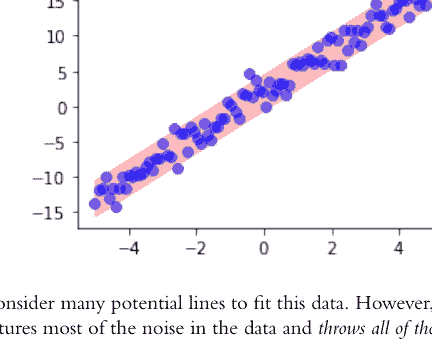 15
10
5
0
−5
−10
−15
−4 −2 0 2 4
onsider many potential lines to fit this data. However,
tures most of the noise in the data and throws all of the